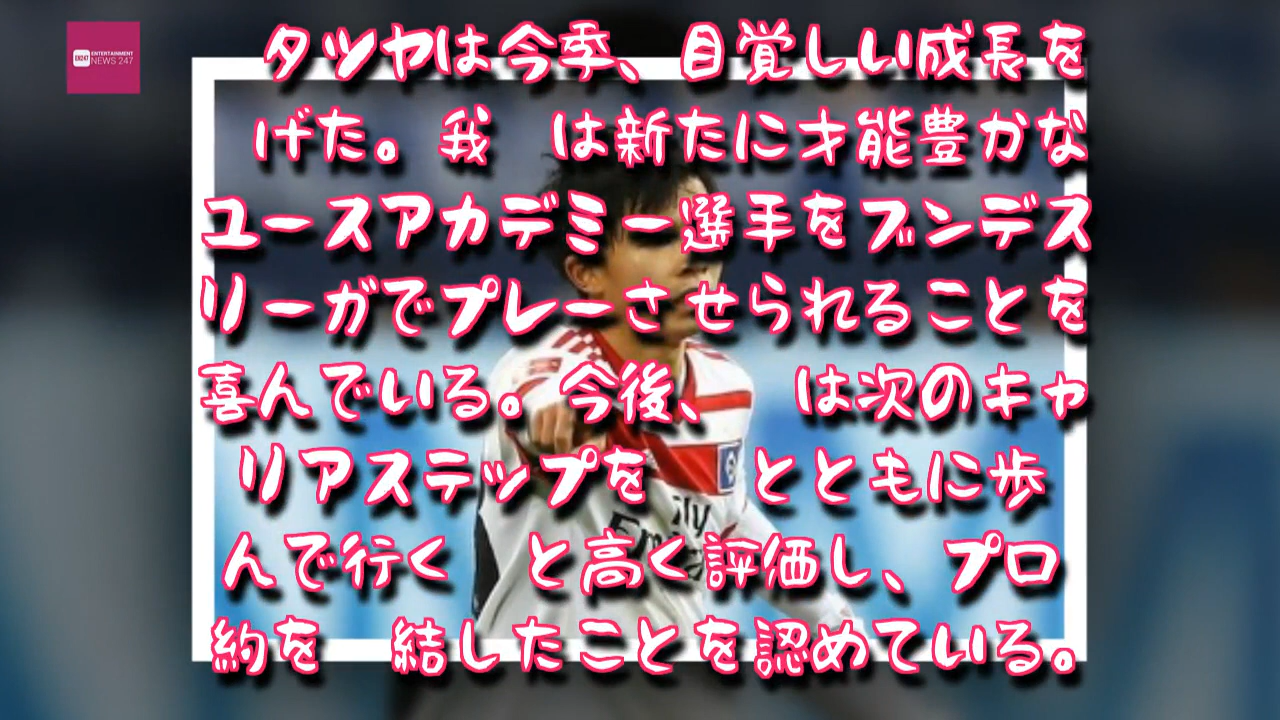 ENTERTAINMENT
NEWS 247
タツヤは今季、目覚しい成長を
げた。我 は新たに才能豊かな
ユースアカデミー選手をブンデス
リーガでプレーさせられることを
喜んでいる。今後、 は次のキャ
リアステップを とともに歩
んで行く と高く評価し、プロ
約を 結したことを認めている。
Fly